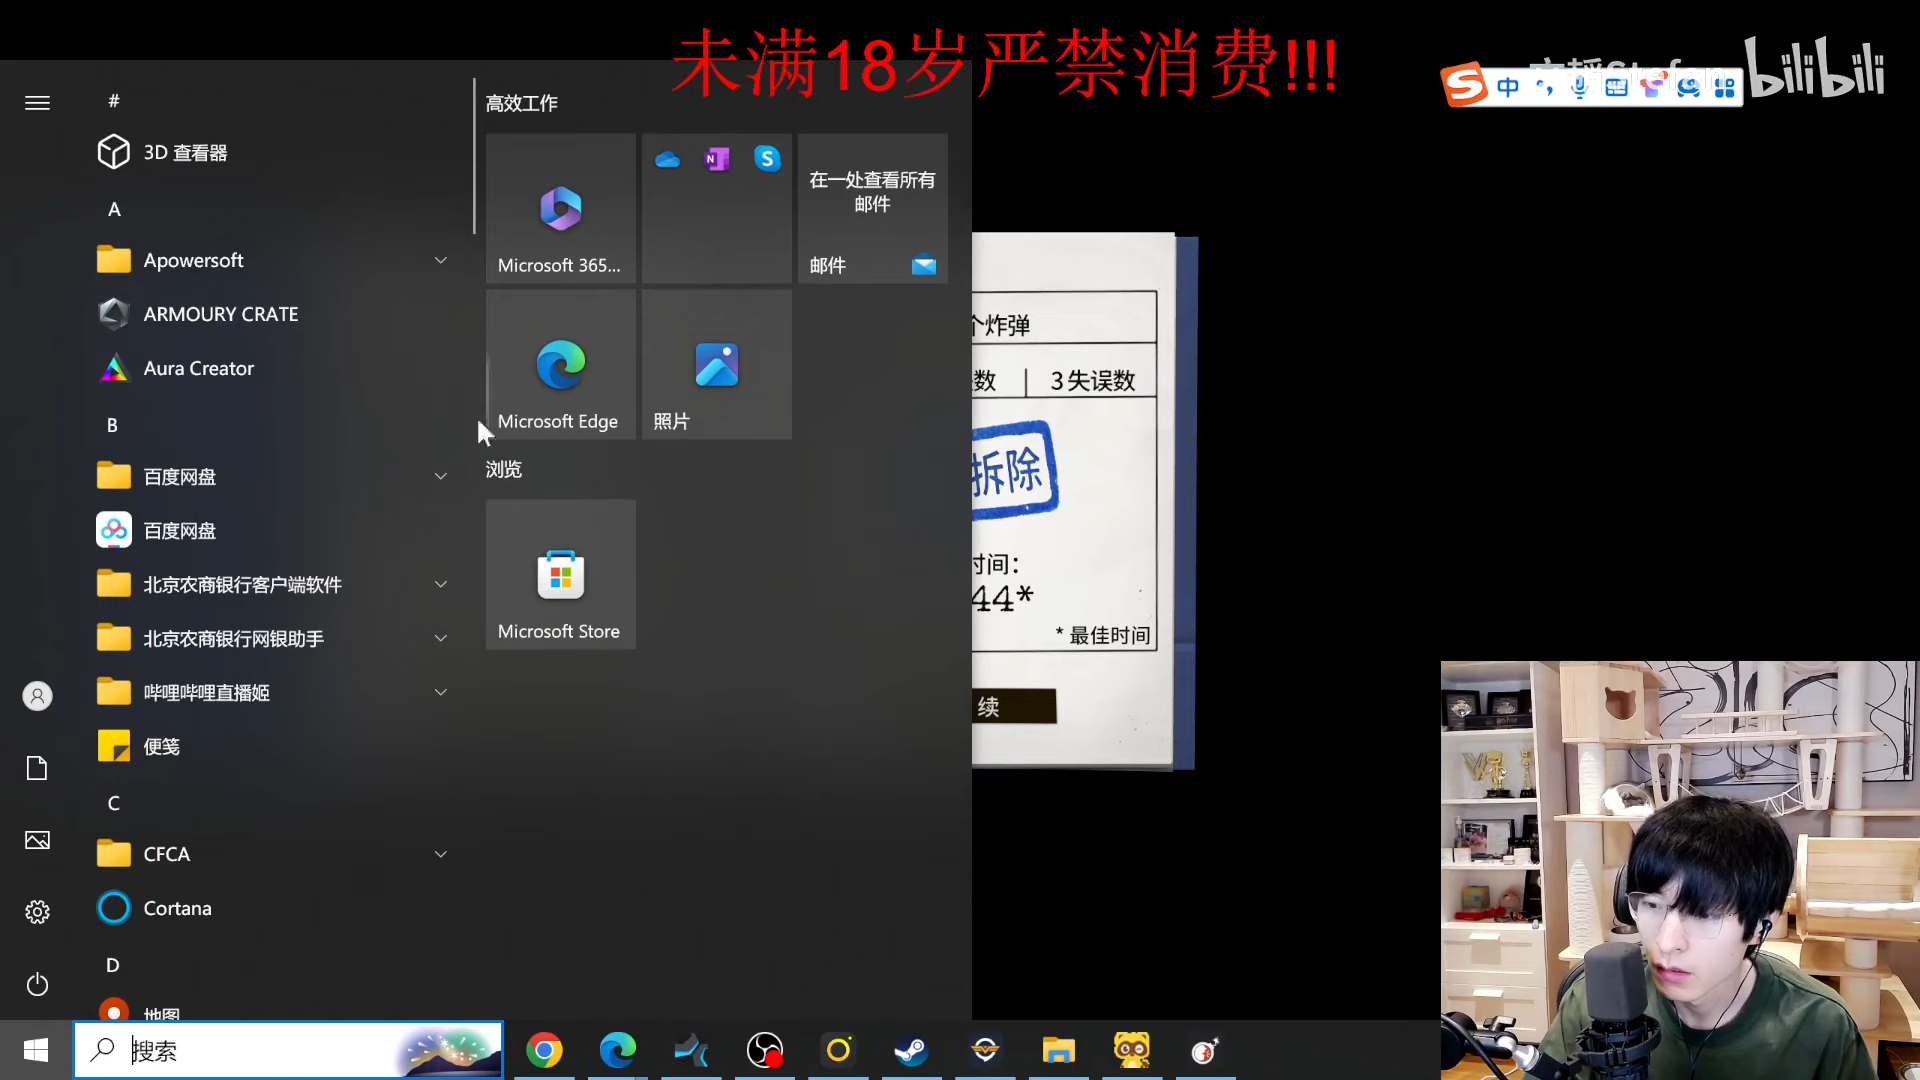 未满18岁严禁消费!!!
bilibili
中
#
3D 查看器
A
Apowersoft
ARMOURY CRATE
Aura Creator
B
百度网盘
百度网盘
北京农商银行客户端软件
北京农商银行网银助手
哔哩哔哩直播姬
便笺
C
CFCA
Cortana
D
地图
高效工作
Microsoft 365...
在一处查看所有
邮件
邮件
Microsoft Edge
照片
浏览
Microsoft Store
个炸弹
数
3失误数
拆除
时间:
44*
* 最佳时间
续
搜索